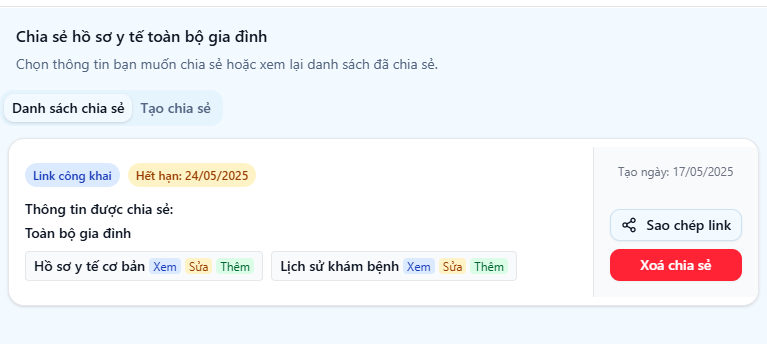 Chia sẻ hồ sơ y tế toàn bộ gia đình
Chọn thông tin bạn muốn chia sẻ hoặc xem lại danh sách đã chia sẻ.
Danh sách chia sẻ Tạo chia sẻ
Link công khai Hết hạn: 24/05/2025
Thông tin được chia sẻ:
Toàn bộ gia đình
Hồ sơ y tế cơ bản Xem Sửa Thêm Lịch sử khám bệnh Xem Sửa Thêm
Tạo ngày: 17/05/2025
Sao chép link
Xoá chia sẻ